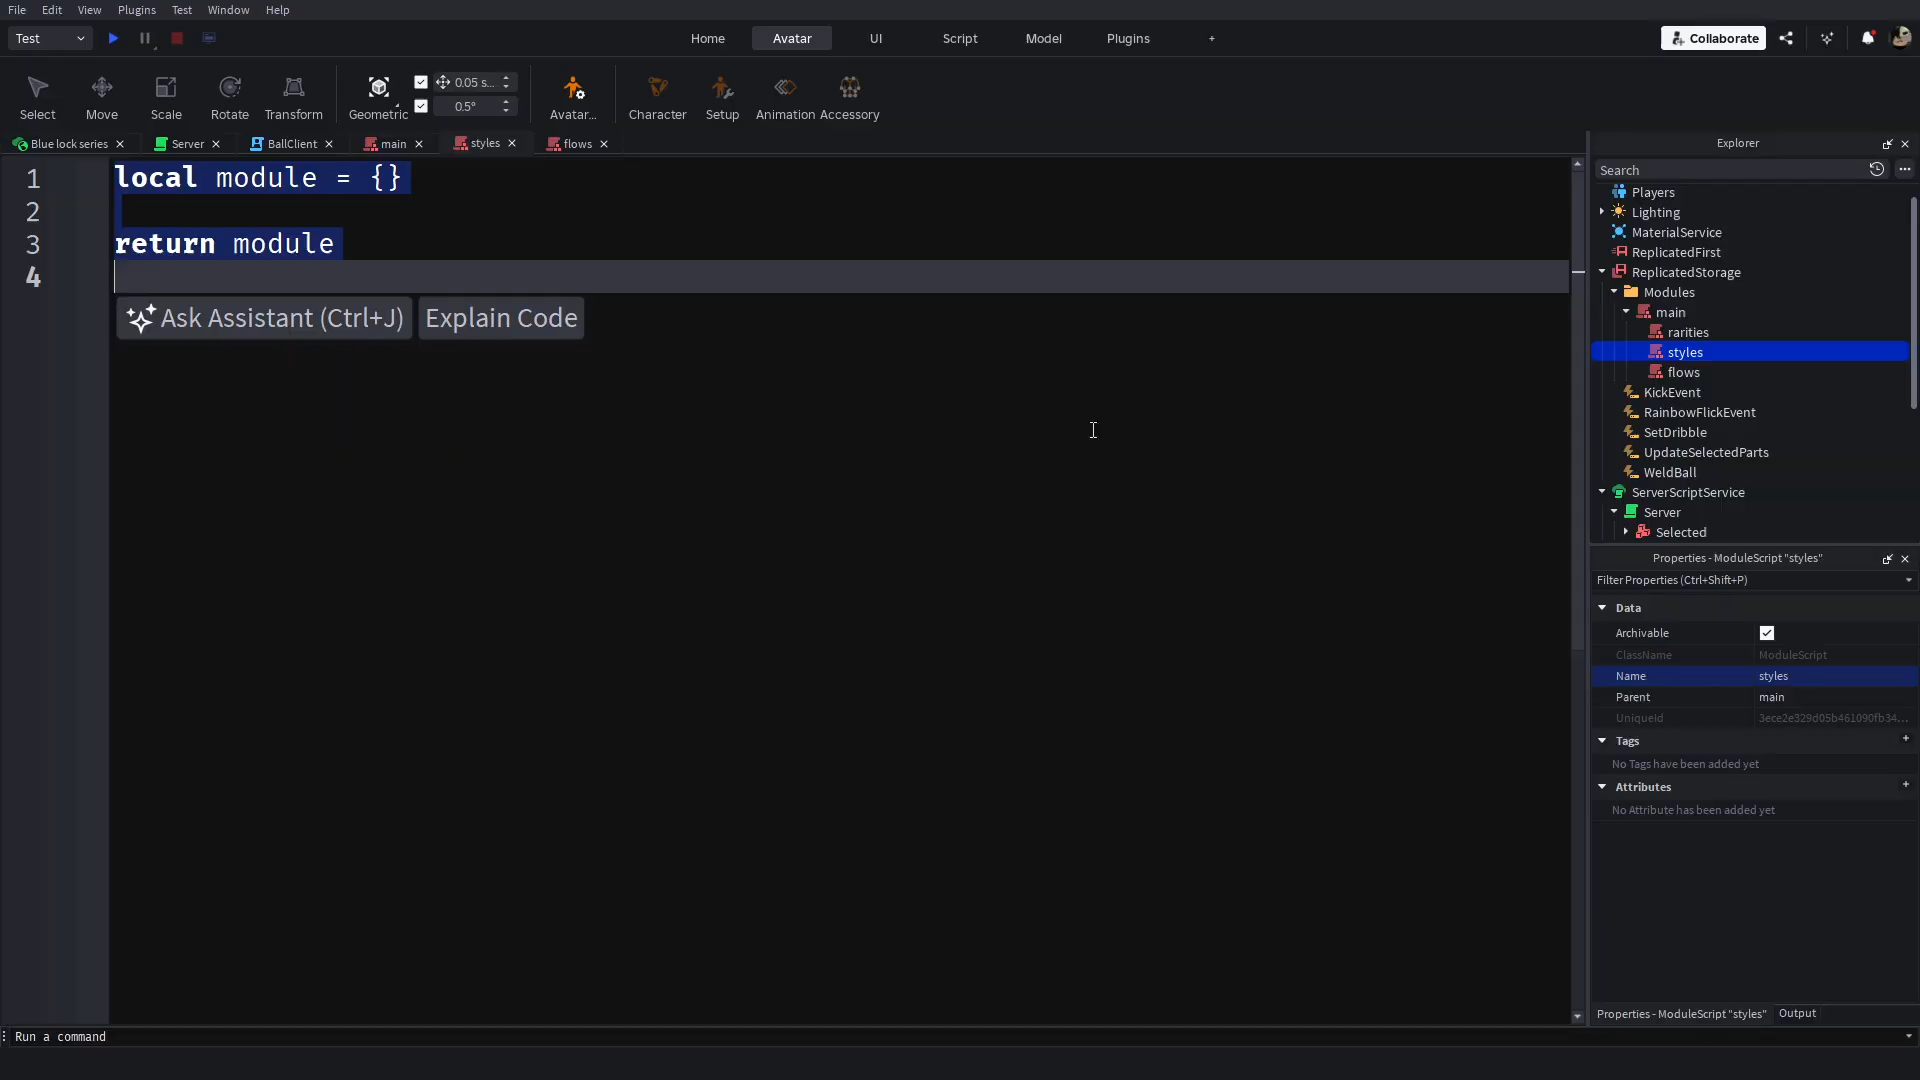 File Edit View Plugins Test Window Help
Test
Home Avatar UI Script Model Plugins +
Collaborate
Select Move Scale Rotate Transform Geometric 0.05 s... 0.5° Avatar... Character Setup Animation Accessory
Blue lock series Server BallClient main styles flows
1 local module = {}
2
3 return module
4
Ask Assistant (Ctrl+J) Explain Code
Explorer
Search
Players
Lighting
MaterialService
ReplicatedFirst
ReplicatedStorage
Modules
main
rarities
styles
flows
KickEvent
RainbowFlickEvent
SetDribble
UpdateSelectedParts
WeldBall
ServerScriptService
Server
Selected
Properties - ModuleScript "styles"
Filter Properties (Ctrl+Shift+P)
Data
Archivable
ClassName ModuleScript
Name styles
Parent main
UniqueId 3ece2e329d05b461090fb34...
Tags
No Tags have been added yet
Attributes
No Attribute has been added yet
Properties - ModuleScript "styles" Output
Run a command